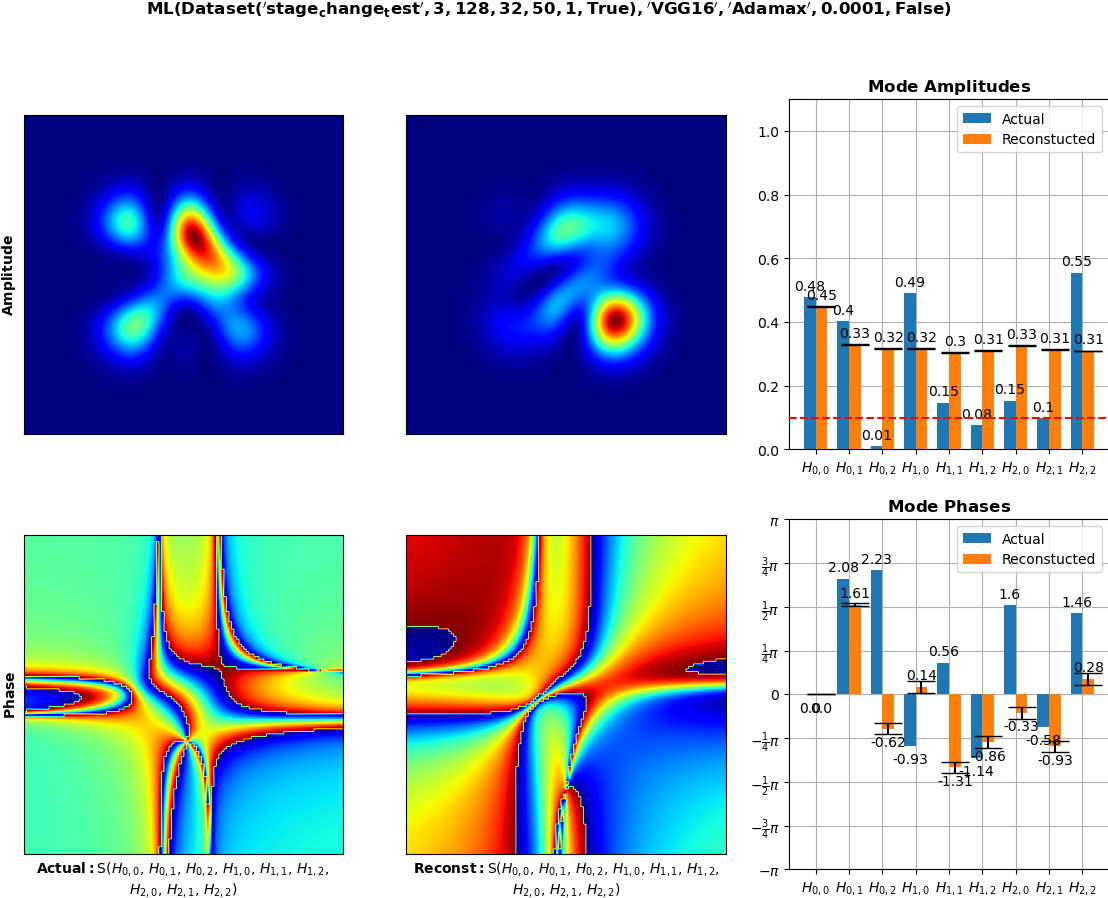 ML(Dataset('stage_change_test', 3, 128, 32, 50, 1, True), 'VGG16', 'Adamax', 0.0001, False)
Amplitude
Mode Amplitudes
Actual
Reconstucted
1.0
0.8
0.6
0.4
0.2
0.0
0.48
0.45
0.4
0.33
0.01
0.32
0.49
0.32
0.15
0.3
0.08
0.31
0.15
0.33
0.1
0.31
0.55
0.31
H0,0 H0,1 H0,2 H1,0 H1,1 H1,2 H2,0 H2,1 H2,2
Phase
Mode Phases
Actual
Reconstucted
π
3/4π
1/2π
1/4π
0
−1/4π
−1/2π
−3/4π
−π
0.0
0.0
2.08
1.61
2.23
-0.62
-0.93
0.14
0.56
-1.31
-1.14
-0.86
1.6
-0.33
-0.58
-0.93
1.46
0.28
H0,0 H0,1 H0,2 H1,0 H1,1 H1,2 H2,0 H2,1 H2,2
Actual: S(H0,0, H0,1, H0,2, H1,0, H1,1, H1,2,
H2,0, H2,1, H2,2)
Reconst: S(H0,0, H0,1, H0,2, H1,0, H1,1, H1,2,
H2,0, H2,1, H2,2)